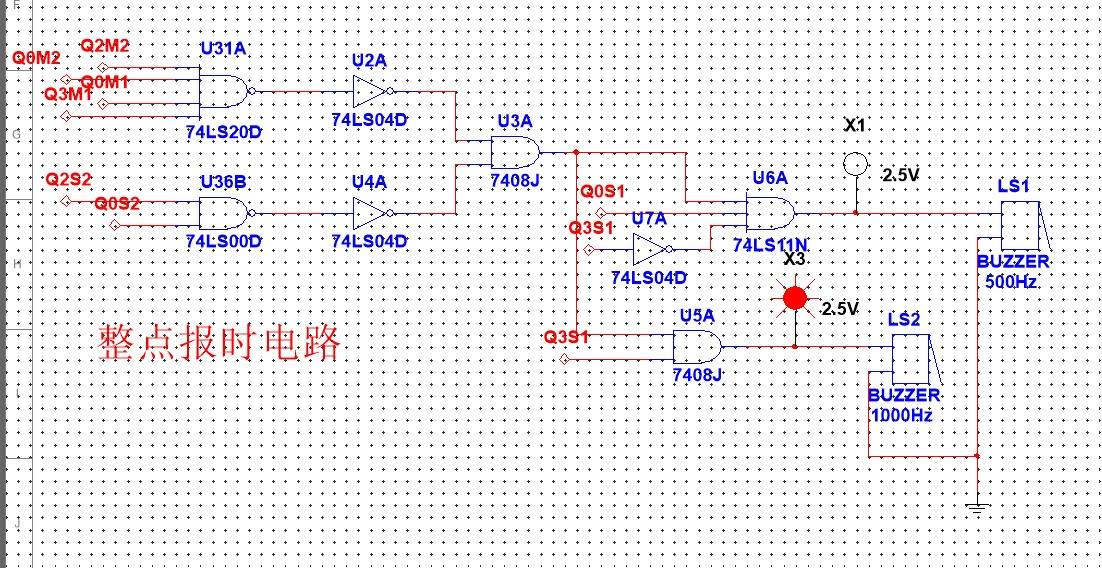 F
Q2M2
U31A
Q0M2
U2A
Q0M1
Q3M1
74LS20D
74LS04D
G
U3A
X1
Q2S2
U36B
U4A
7408J
2.5V
Q0S2
Q0S1
U6A
LS1
Q3S1
U7A
74LS00D
74LS04D
74LS11N
H
X3
BUZZER
74LS04D
500Hz
2.5V
U5A
LS2
整点报时电路
Q3S1
7408J
I
BUZZER
1000Hz
J